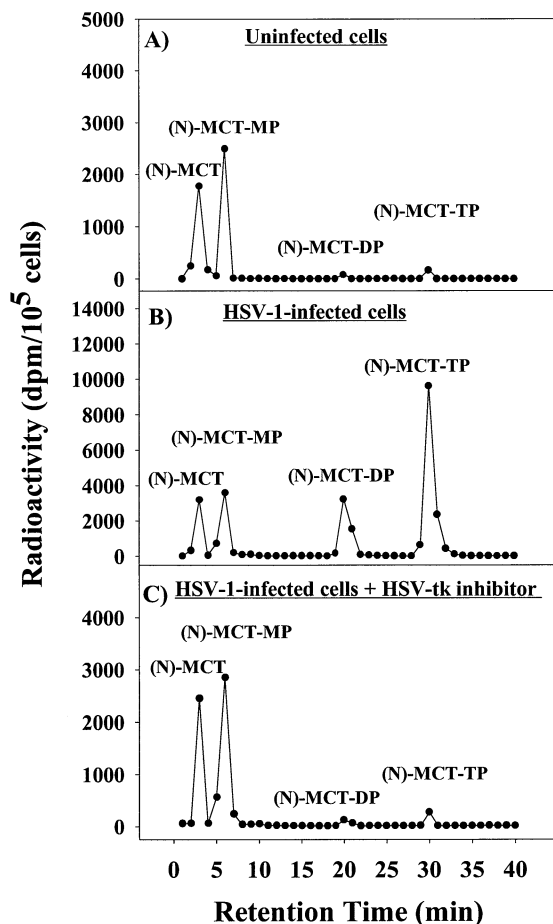 Radioactivity (dpm/10⁵ cells)
A) Uninfected cells
5000
4000
3000
2000
1000
0
(N)-MCT-MP
(N)-MCT
(N)-MCT-TP
(N)-MCT-DP
B) HSV-1-infected cells
14000
12000
10000
8000
6000
4000
2000
0
(N)-MCT-TP
(N)-MCT-MP
(N)-MCT
(N)-MCT-DP
C) HSV-1-infected cells + HSV-tk inhibitor
4000
3000
2000
1000
0
(N)-MCT-MP
(N)-MCT
(N)-MCT-TP
(N)-MCT-DP
0 5 10 15 20 25 30 35 40
Retention Time (min)